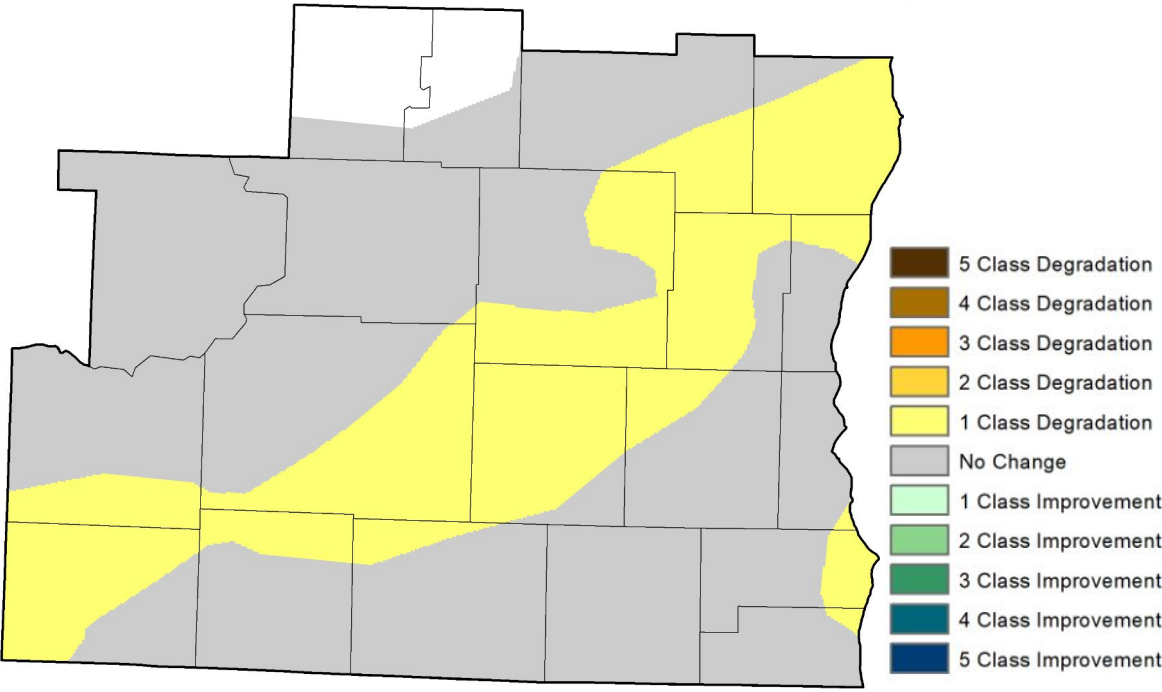 5 Class Degradation
4 Class Degradation
3 Class Degradation
2 Class Degradation
1 Class Degradation
No Change
1 Class Improvement
2 Class Improvement
3 Class Improvement
4 Class Improvement
5 Class Improvement